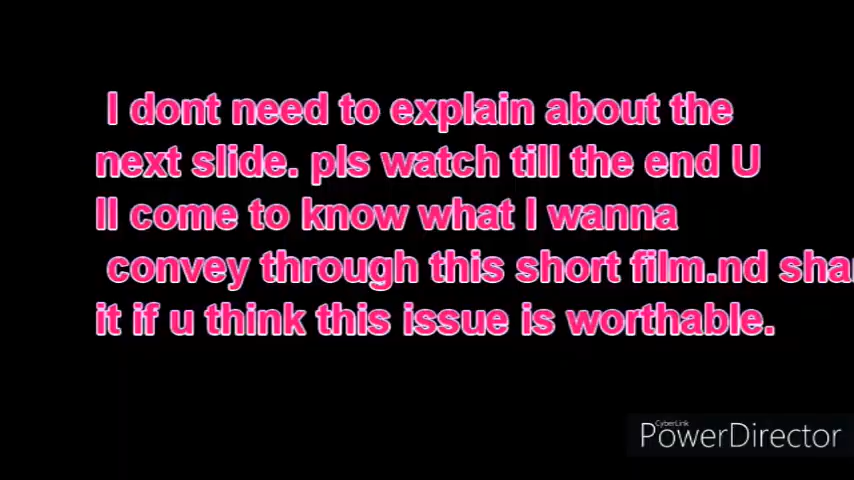 I dont need to explain about the
next slide. pls watch till the end U
ll come to know what I wanna
convey through this short film.nd
it if u think this issue is worthable.
CyberLink
PowerDirector